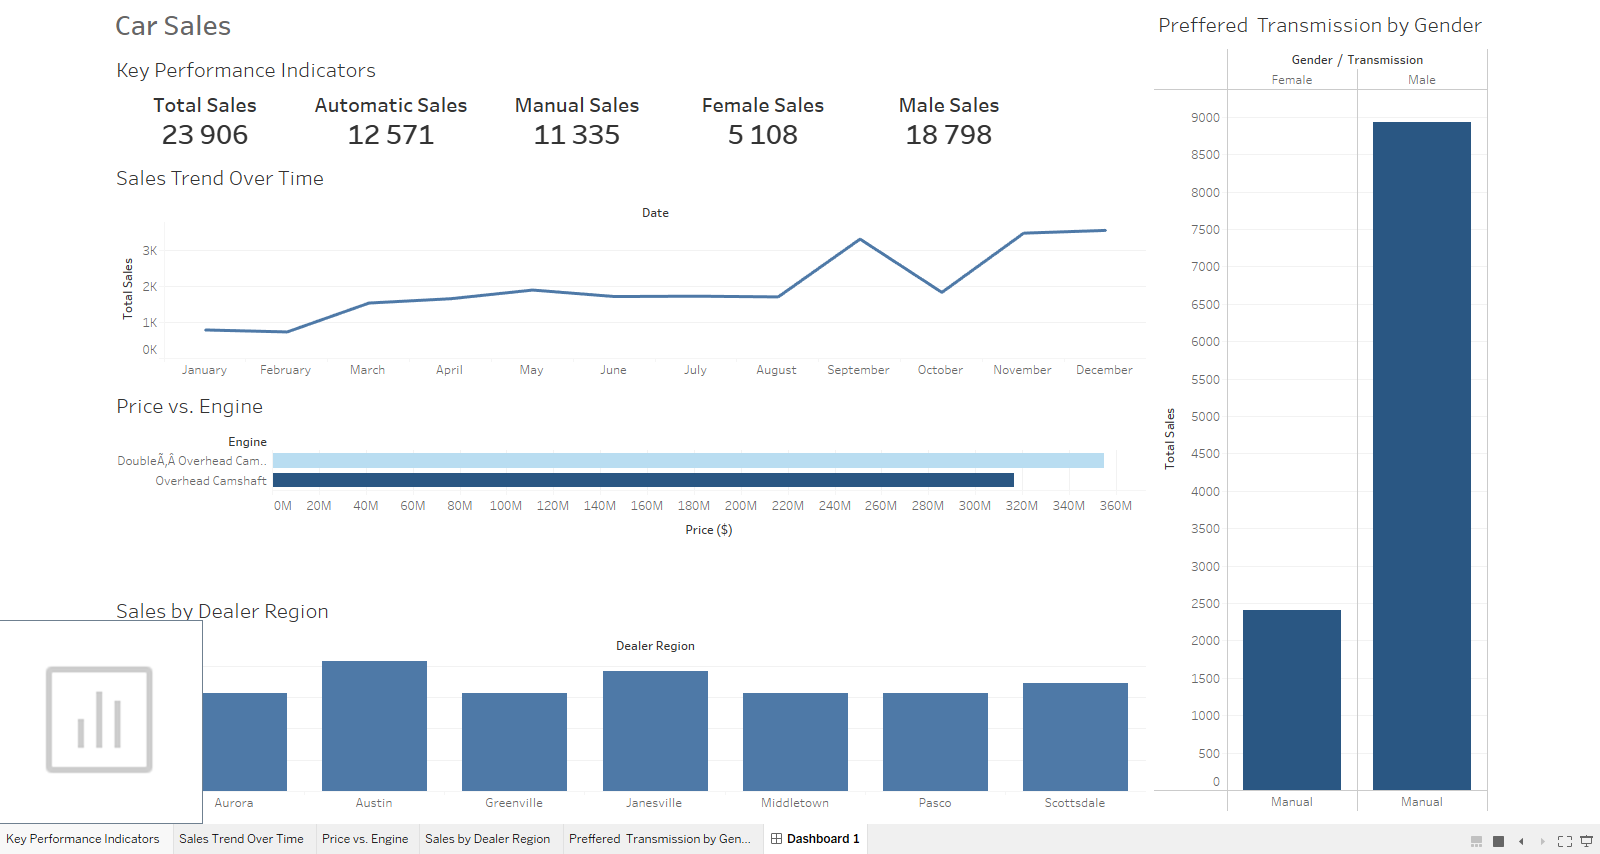 Car Sales
Key Performance Indicators
Total Sales
23 906
Automatic Sales
12 571
Manual Sales
11 335
Female Sales
5 108
Male Sales
18 798
Sales Trend Over Time
Date
Total Sales
3K
2K
1K
0K
January February March April May June July August September October November December
Price vs. Engine
Engine
DoubleÃ‚Â Overhead Cam..
Overhead Camshaft
0M 20M 40M 60M 80M 100M 120M 140M 160M 180M 200M 220M 240M 260M 280M 300M 320M 340M 360M
Price ($)
Sales by Dealer Region
Dealer Region
Aurora Austin Greenville Janesville Middletown Pasco Scottsdale
Preffered  Transmission by Gender
Gender / Transmission
Female Male
Total Sales
9000
8500
8000
7500
7000
6500
6000
5500
5000
4500
4000
3500
3000
2500
2000
1500
1000
500
0
Manual Manual
Key Performance Indicators Sales Trend Over Time Price vs. Engine Sales by Dealer Region Preffered  Transmission by Gen... Dashboard 1